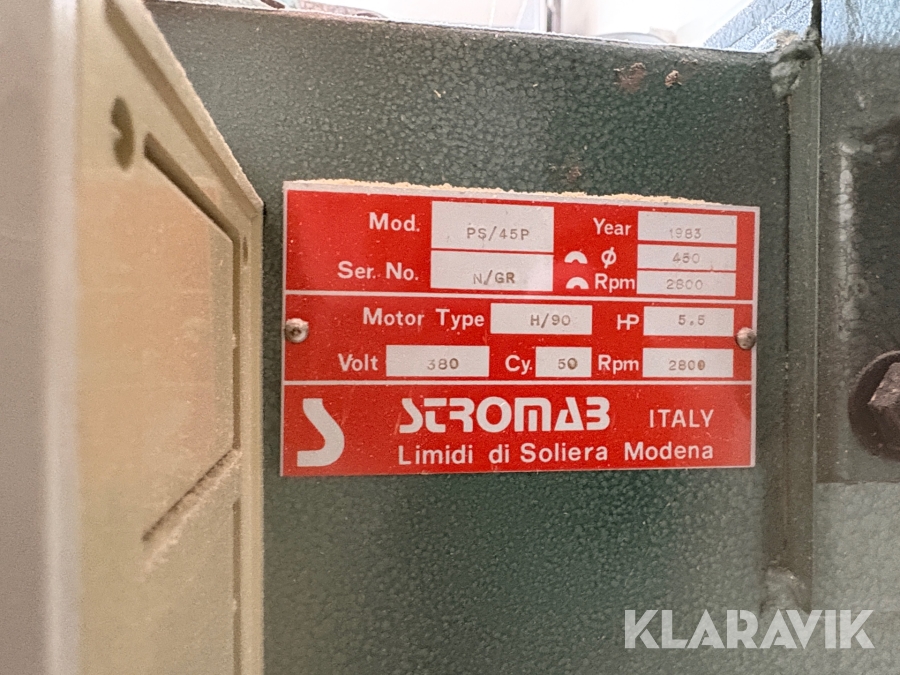 Mod. PS/45P Year 1983
ø 450
Ser. No. N/GR Rpm 2800
Motor Type H/90 HP 5.5
Volt 380 Cy. 50 Rpm 2800
STROMAB ITALY
Limidi di Soliera Modena
KLARAVIK